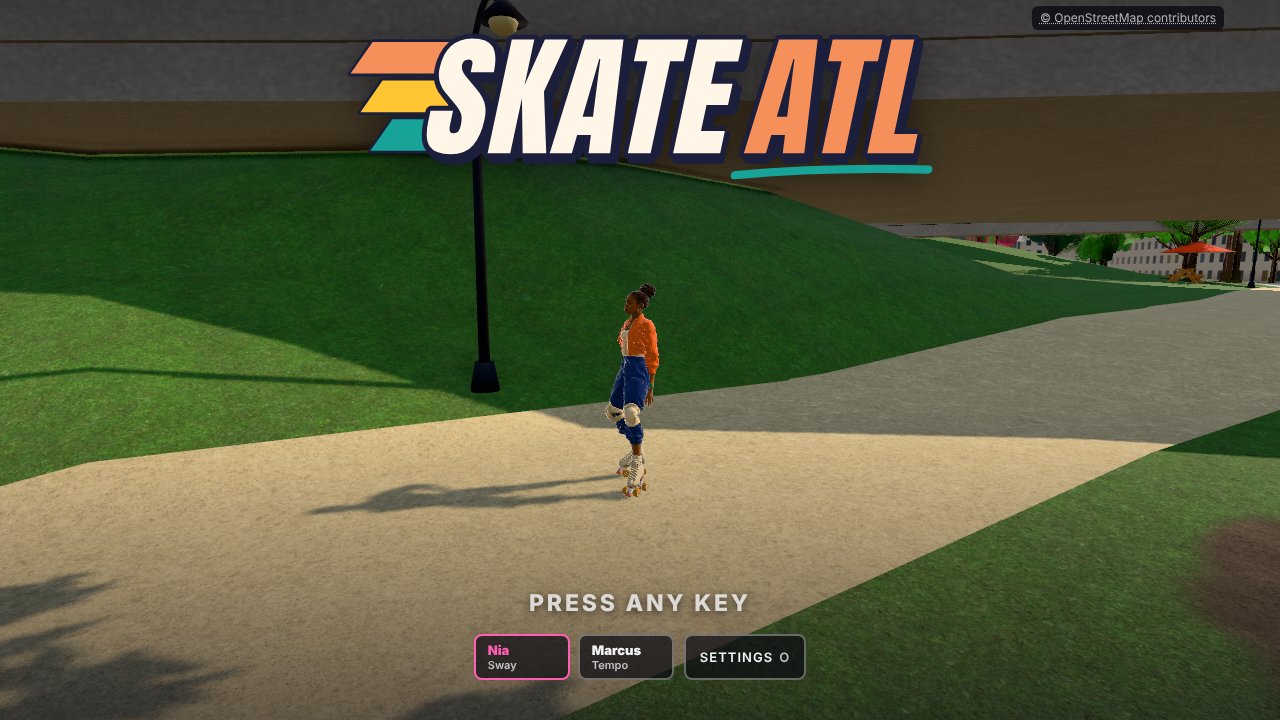 © OpenStreetMap contributors
SKATE ATL
PRESS ANY KEY
Nia
Sway
Marcus
Tempo
SETTINGS O